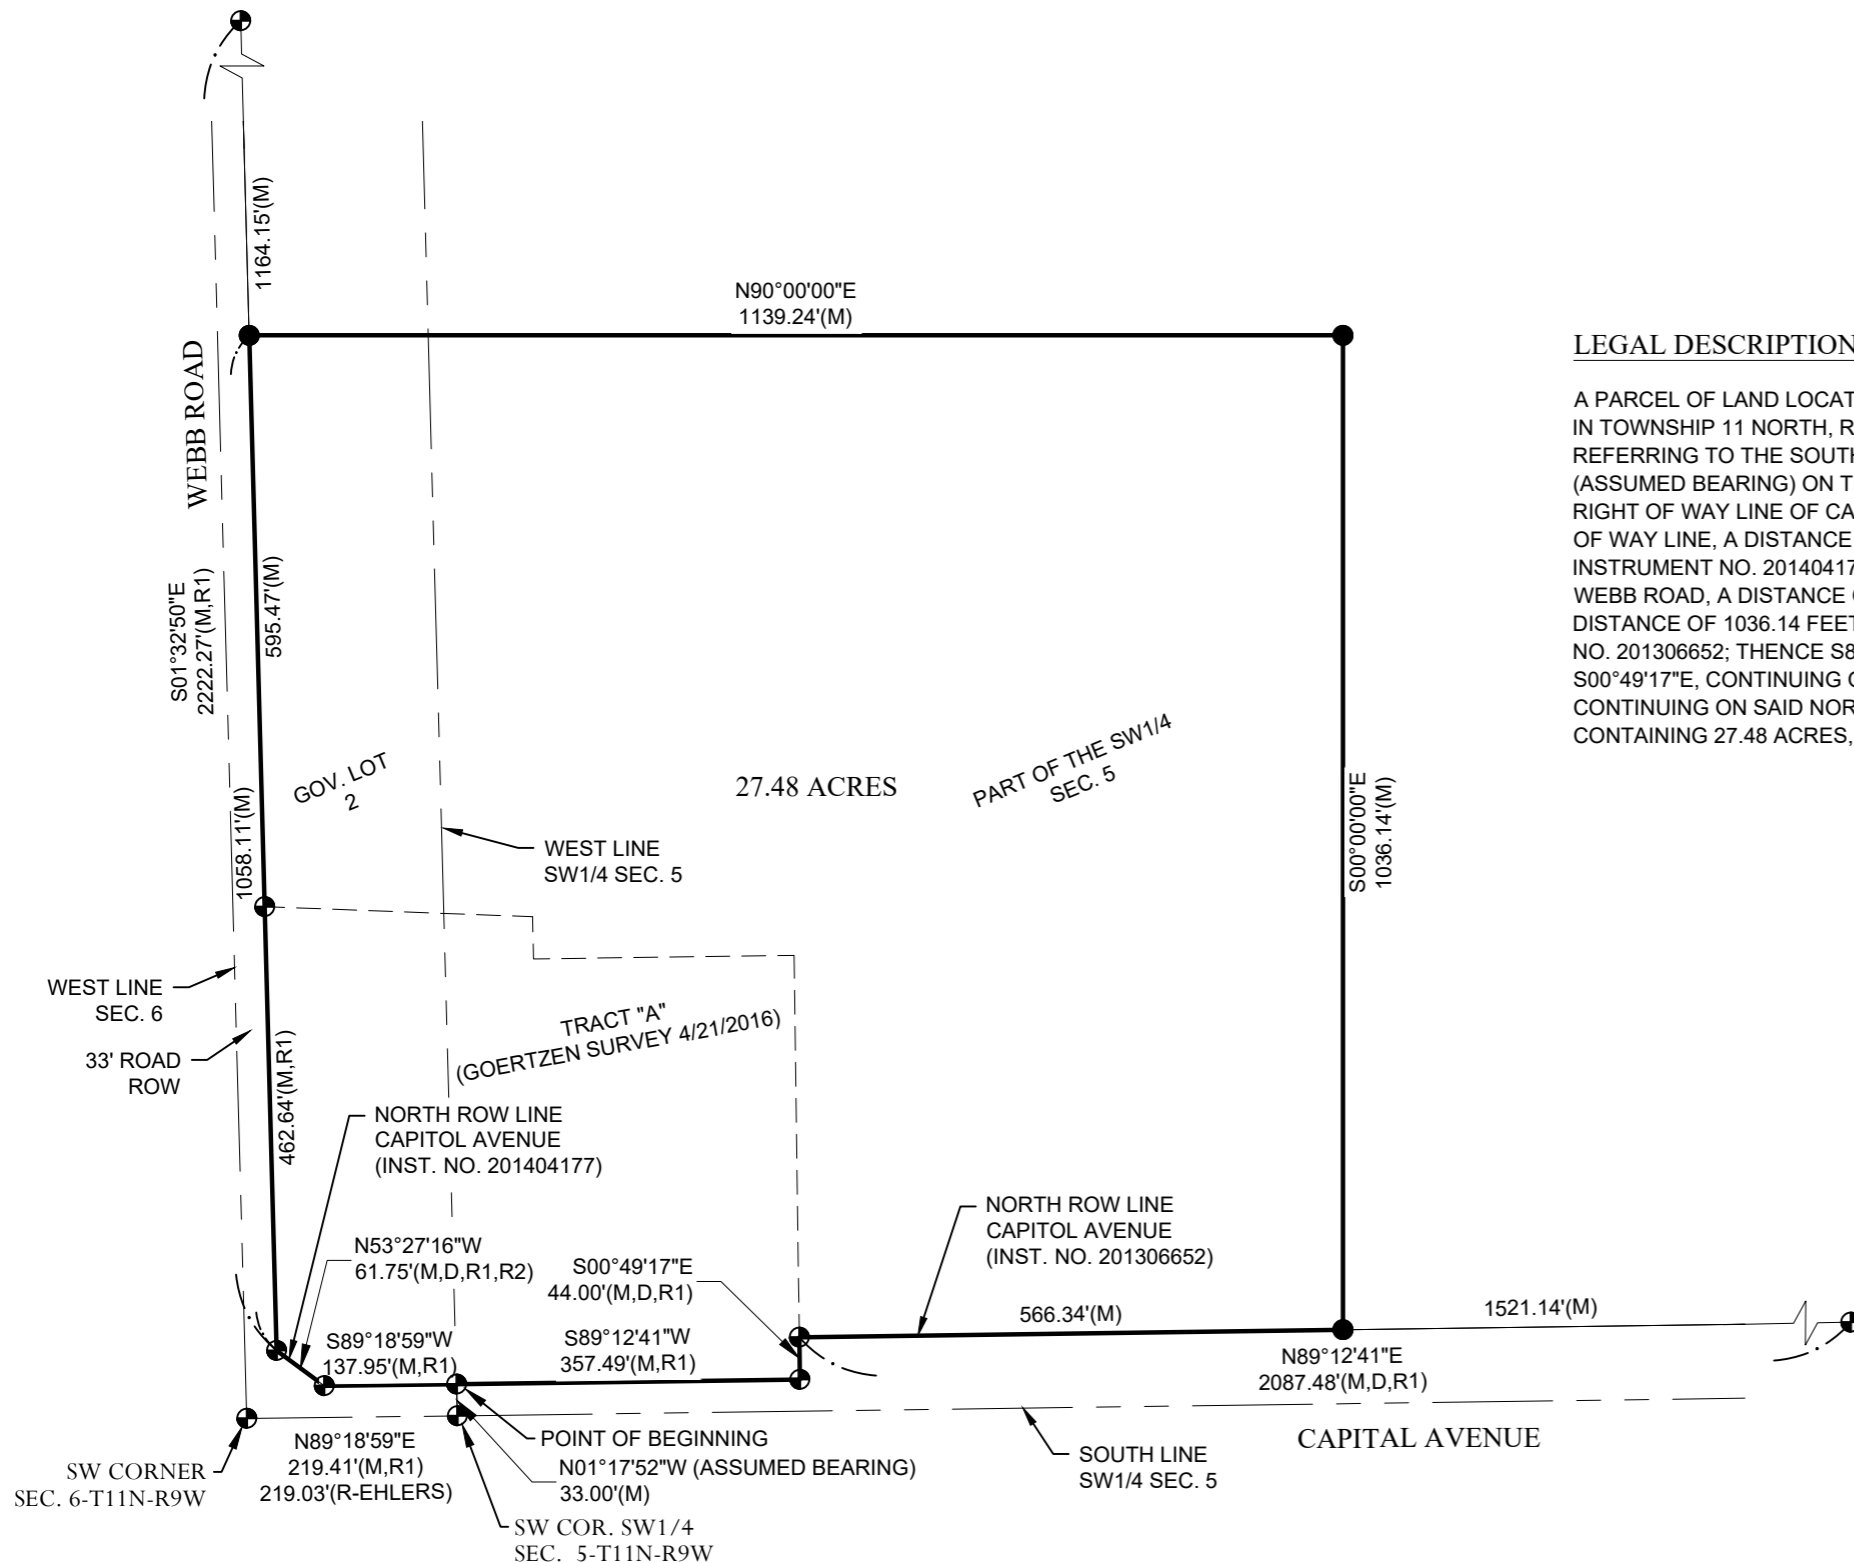 1164.15'(M)
N90°00'00"E
1139.24'(M)
WEBB ROAD
S01°32'50"E
2222.27'(M,R1)
595.47'(M)
1058.11'(M)
GOV. LOT
2
27.48 ACRES
PART OF THE SW1/4
SEC. 5
S00°00'00"E
1036.14'(M)
WEST LINE
SW1/4 SEC. 5
WEST LINE
SEC. 6
33' ROAD
ROW
462.64'(M,R1)
TRACT "A"
(GOERTZEN SURVEY 4/21/2016)
NORTH ROW LINE
CAPITOL AVENUE
(INST. NO. 201404177)
NORTH ROW LINE
CAPITOL AVENUE
(INST. NO. 201306652)
N53°27'16"W
61.75'(M,D,R1,R2)
S00°49'17"E
44.00'(M,D,R1)
566.34'(M)
1521.14'(M)
S89°18'59"W
137.95'(M,R1)
S89°12'41"W
357.49'(M,R1)
N89°12'41"E
2087.48'(M,D,R1)
N89°18'59"E
219.41'(M,R1)
219.03'(R-EHLERS)
POINT OF BEGINNING
N01°17'52"W (ASSUMED BEARING)
33.00'(M)
SOUTH LINE
SW1/4 SEC. 5
CAPITAL AVENUE
SW CORNER
SEC. 6-T11N-R9W
SW COR. SW1/4
SEC. 5-T11N-R9W
LEGAL DESCRIPTION
A PARCEL OF LAND LOCAT
IN TOWNSHIP 11 NORTH, R
REFERRING TO THE SOUTH
(ASSUMED BEARING) ON T
RIGHT OF WAY LINE OF CA
OF WAY LINE, A DISTANCE
INSTRUMENT NO. 20140417
WEBB ROAD, A DISTANCE
DISTANCE OF 1036.14 FEET
NO. 201306652; THENCE S8
S00°49'17"E, CONTINUING
CONTINUING ON SAID NOR
CONTAINING 27.48 ACRES,